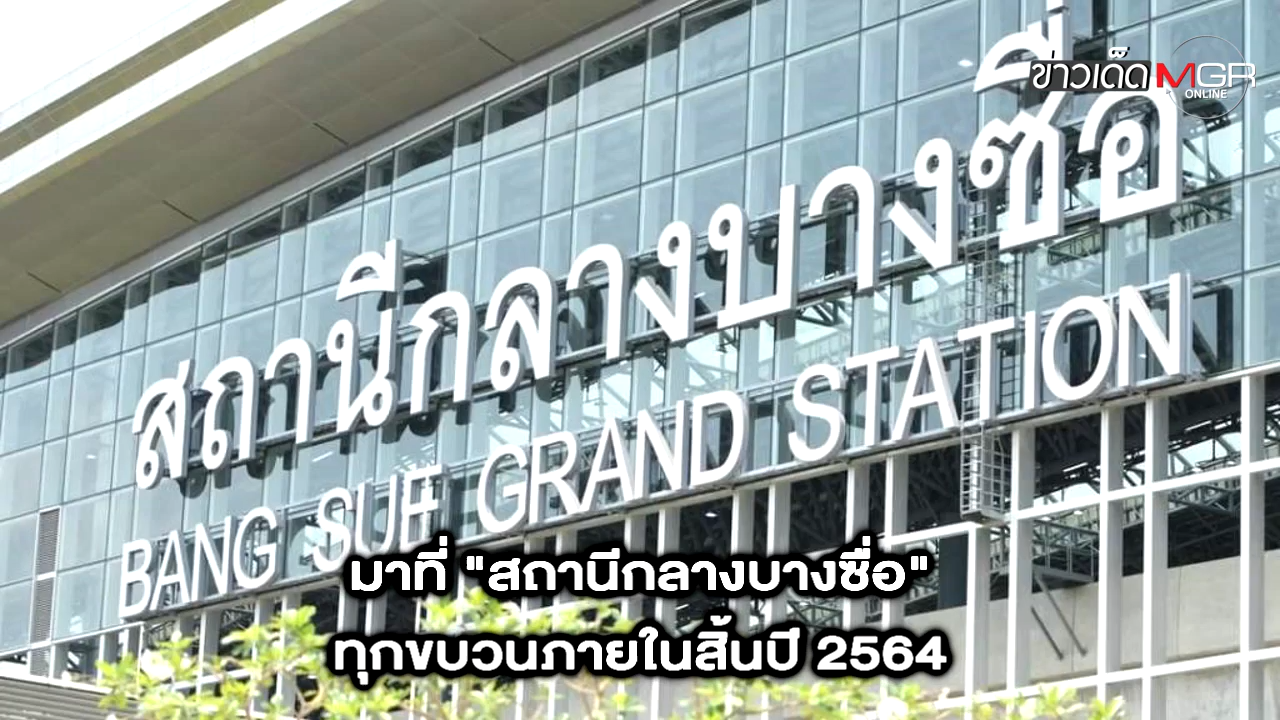 ข่าวเด็ด MGR
ONLINE
สถานีกลางบางซื่อ
BANG SUE GRAND STATION
มาที่ "สถานีกลางบางซื่อ"
ทุกขบวนภายในสิ้นปี 2564